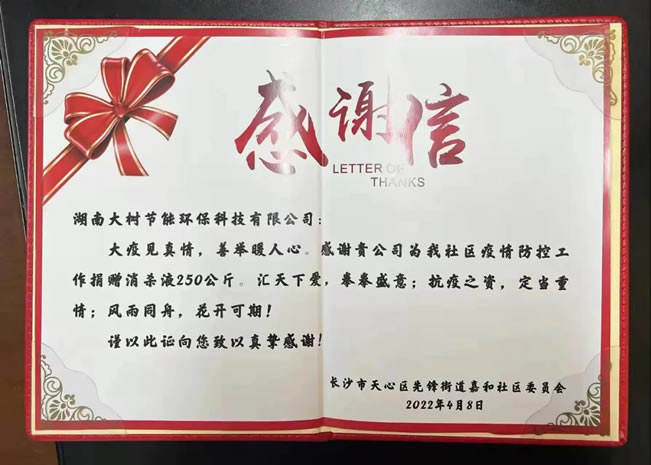 感谢信
LETTER OF
THANKS
湖南大树节能环保科技有限公司：
大疫见真情，善举暖人心。感谢贵公司为我社区疫情防控工
作捐赠消杀液250公斤。汇天下爱，拳拳盛意；抗疫之资，定当重
情；风雨同舟，花开可期！
谨以此证向您致以真挚感谢！
长沙市天心区先锋街道嘉和社区委员会
2022年4月8日